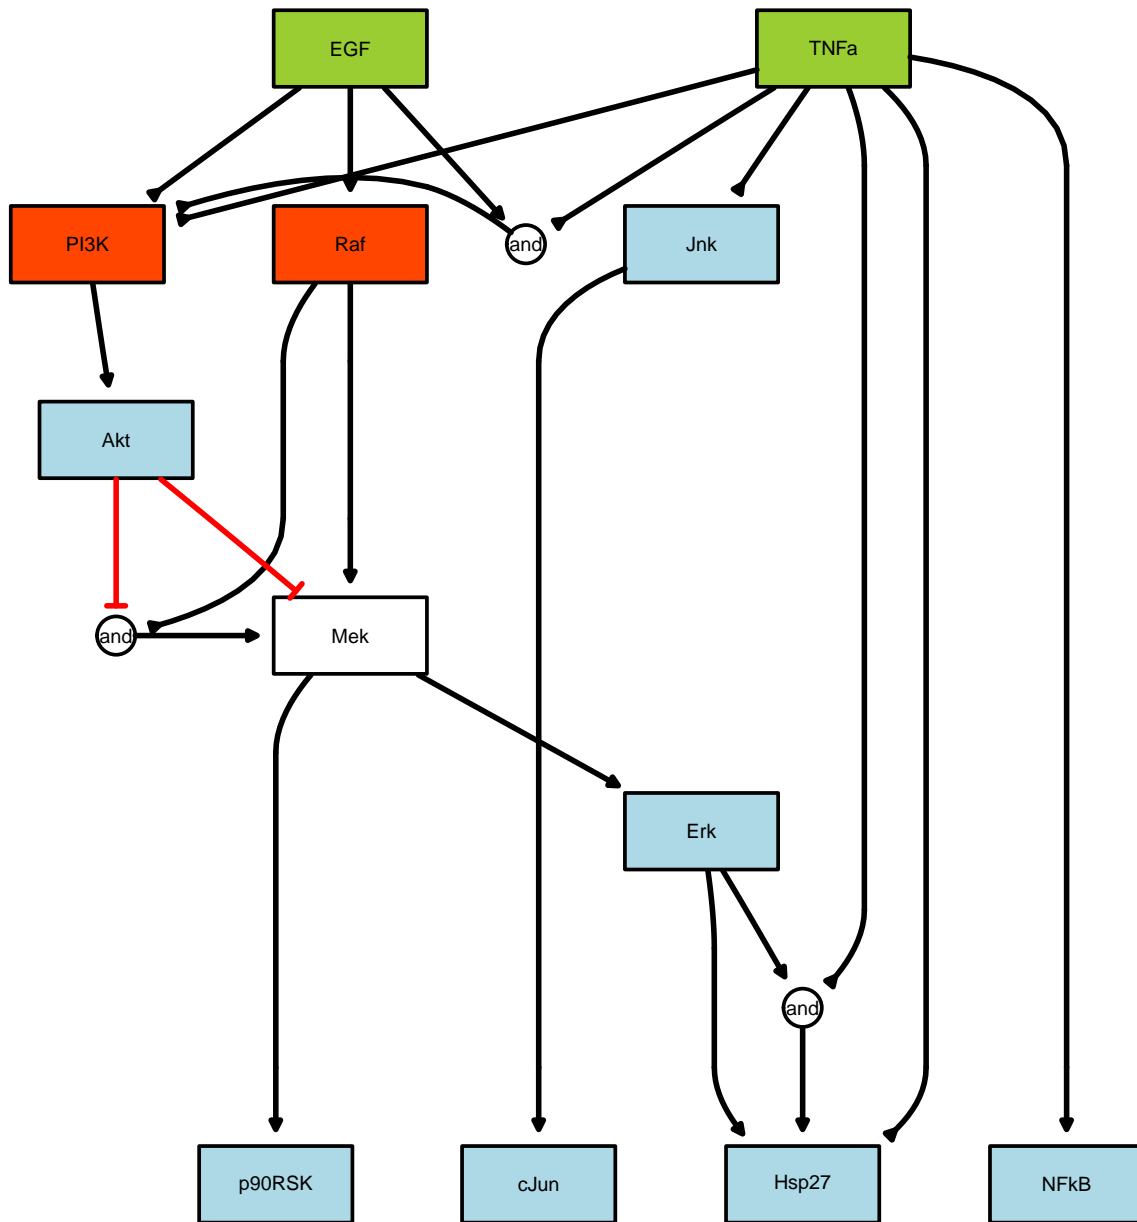 EGF
TNFa
PI3K
Raf
and
Jnk
Akt
and
Mek
Erk
and
p90RSK
cJun
Hsp27
NFkB